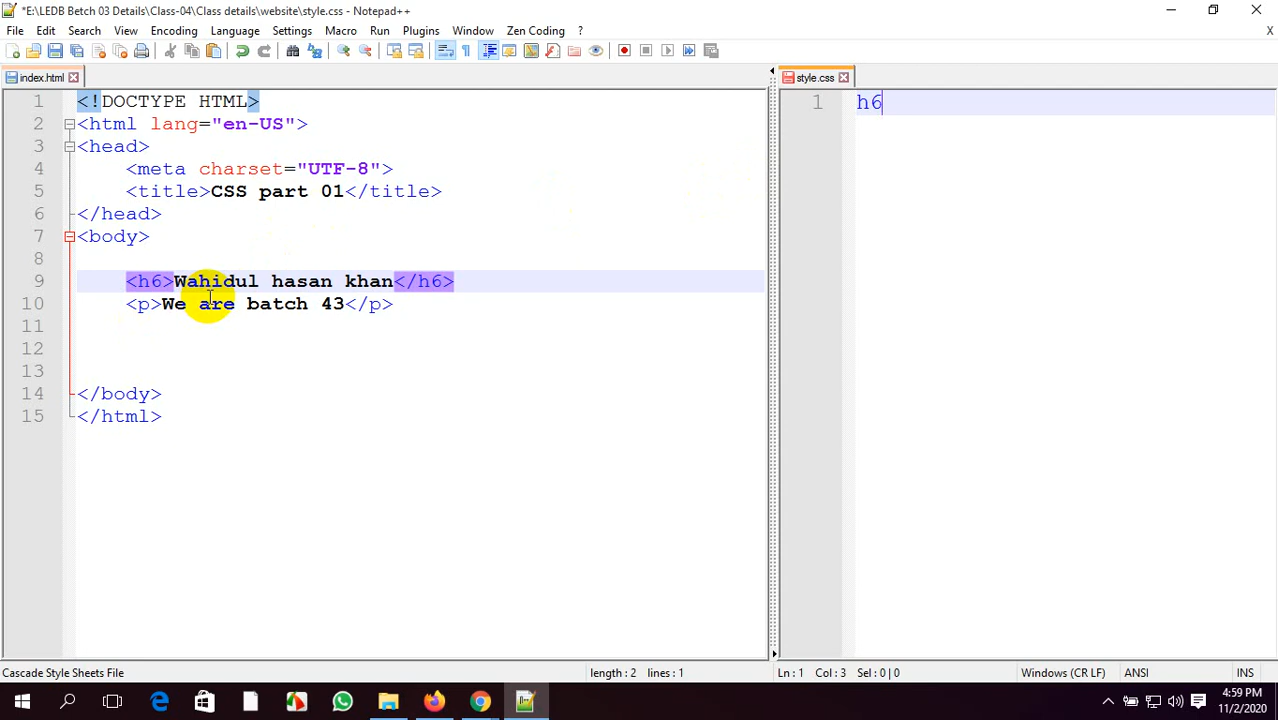 *E:\LEDB Betch 03 Details\Class-04\Class details\website\style.css - Notepad++
File Edit Search View Encoding Language Settings Macro Run Plugins Window Zen Coding ? X
index.html
style.css
1 <!DOCTYPE HTML>
2 <html lang="en-US">
3 <head>
4 <meta charset="UTF-8">
5 <title>CSS part 01</title>
6 </head>
7 <body>
8
9 <h6>Wahidul hasan khan</h6>
10 <p>We are batch 43</p>
11
12
13
14 </body>
15 </html>
1 h6
Cascade Style Sheets File length : 2 lines : 1 Ln : 1 Col : 3 Sel : 0 | 0 Windows (CR LF) ANSI INS
4:59 PM
11/2/2020